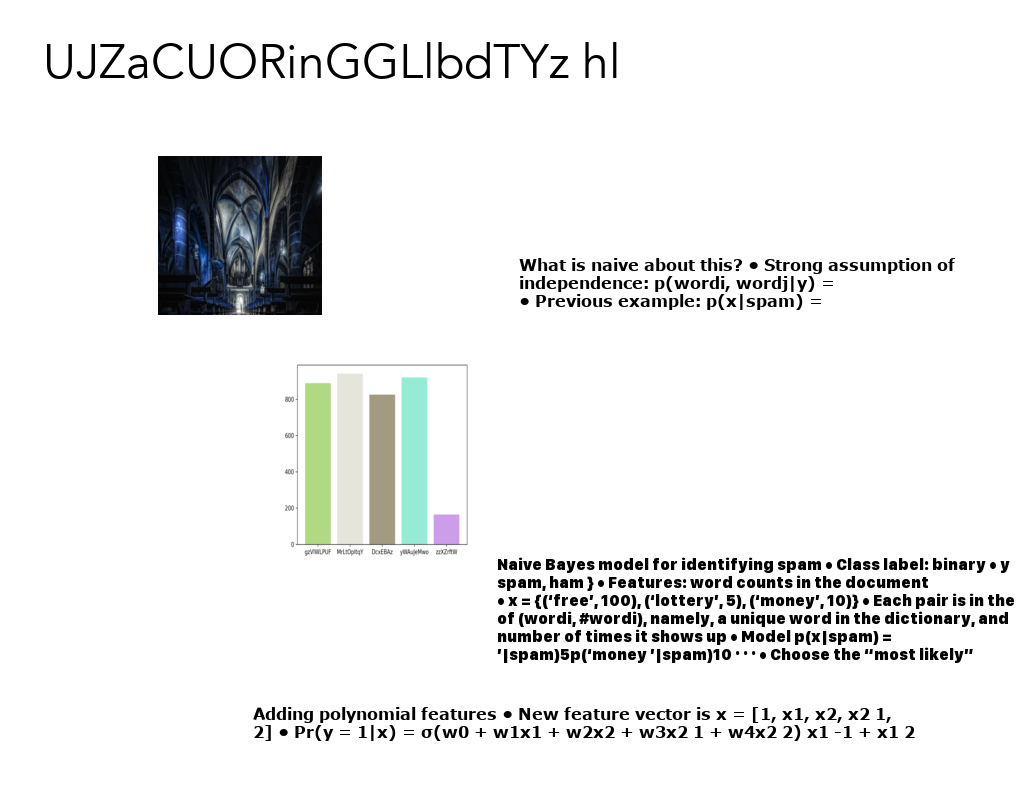 UJZaCUORinGGLlbdTYz hl
What is naive about this? • Strong assumption of
independence: p(wordi, wordj|y) =
• Previous example: p(x|spam) =
800
600
400
200
0
gzVIWLPUF MrLtOpItqY DcxEBAz yWAuJeMwo zzXZrftW
Naive Bayes model for identifying spam • Class label: binary • y
spam, ham } • Features: word counts in the document
• x = {(‘free’, 100), (‘lottery’, 5), (‘money’, 10)} • Each pair is in the
of (wordi, #wordi), namely, a unique word in the dictionary, and
number of times it shows up • Model p(x|spam) =
’|spam)5p(‘money ’|spam)10 · · · • Choose the “most likely”
Adding polynomial features • New feature vector is x = [1, x1, x2, x2 1,
2] • Pr(y = 1|x) = σ(w0 + w1x1 + w2x2 + w3x2 1 + w4x2 2) x1 -1 + x1 2